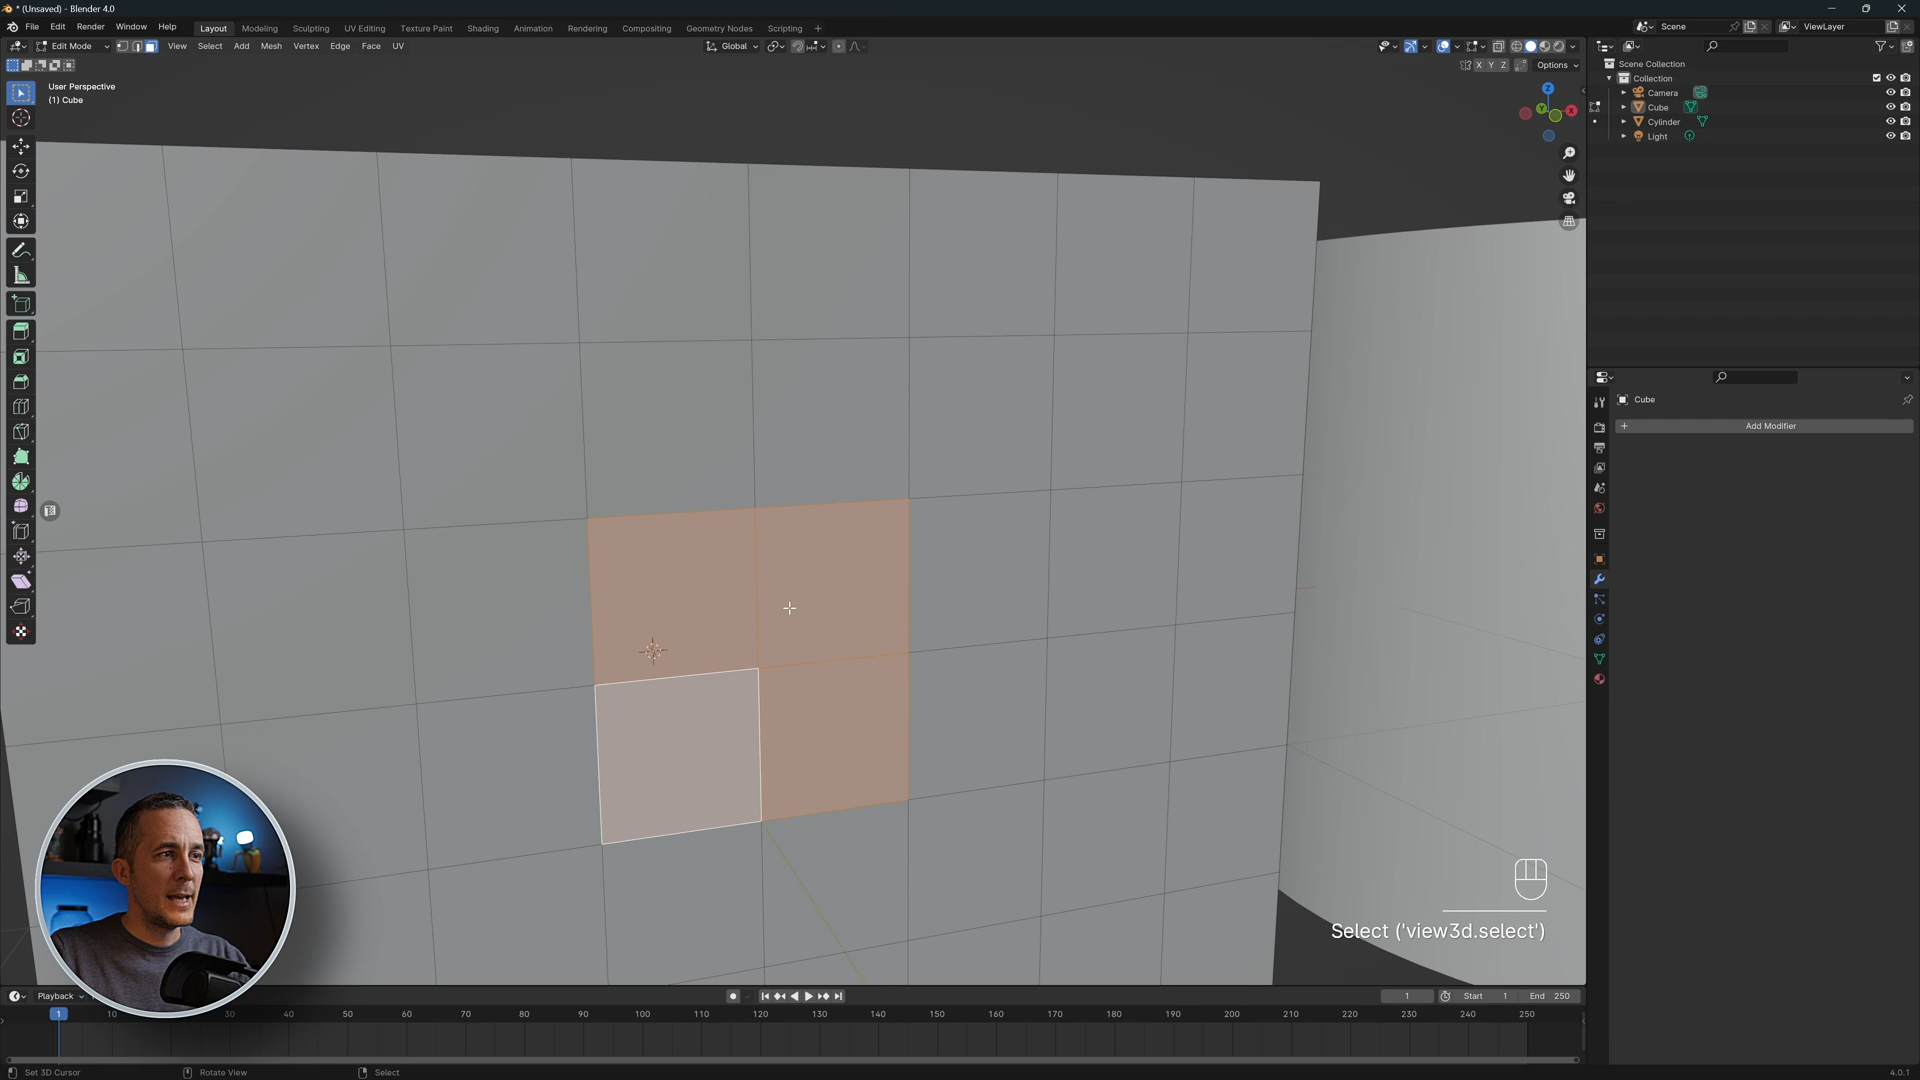 * (Unsaved) - Blender 4.0
File Edit Render Window Help Layout Modeling Sculpting UV Editing Texture Paint Shading Animation Rendering Compositing Geometry Nodes Scripting + Scene ViewLayer
Edit Mode View Select Add Mesh Vertex Edge Face UV Global
X Y Z Options
User Perspective
(1) Cube
Z
Y X
Scene Collection
Collection
Camera
Cube
Cylinder
Light
Cube
+ Add Modifier
Select ('view3d.select')
Playback 1 Start 1 End 250
1 10 30 40 50 60 70 80 90 100 110 120 130 140 150 160 170 180 190 200 210 220 230 240 250
Set 3D Cursor Rotate View Select 4.0.1